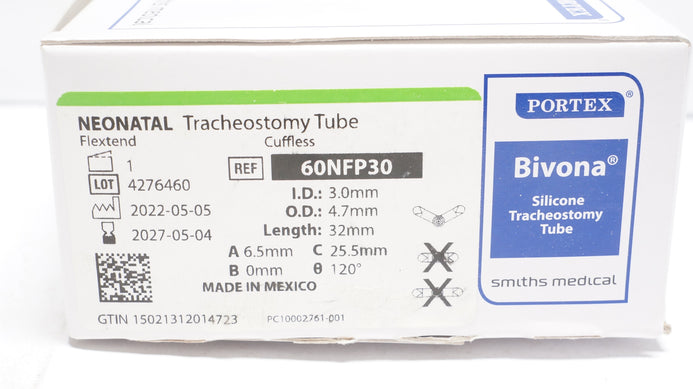 PORTEX
NEONATAL Tracheostomy Tube
Flextend Cuffless
1
REF 60NFP30
LOT 4276460
I.D.: 3.0mm
2022-05-05
O.D.: 4.7mm
Length: 32mm
2027-05-04
A 6.5mm C 25.5mm
B 0mm θ 120°
MADE IN MEXICO
GTIN 15021312014723
PC10002761-001
PORTEX®
Bivona®
Silicone
Tracheostomy
Tube
smiths medical